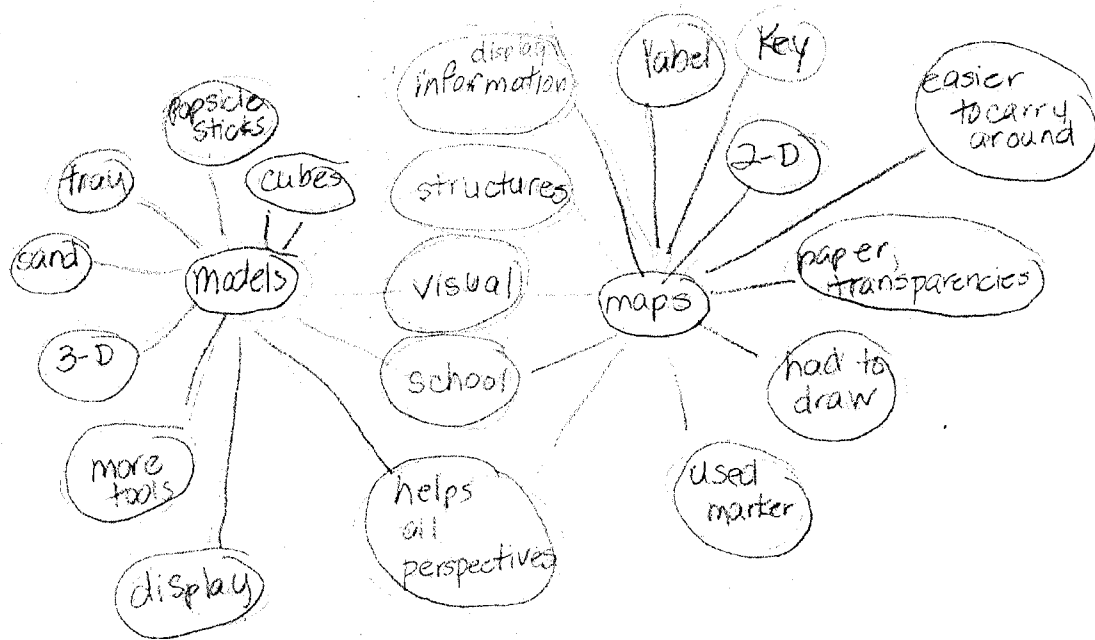 popsicle
sticks
tray
cubes
sand
models
3-D
more
tools
display
display
information
structures
visual
school
helps
all
perspectives
label
Key
2-D
easier
to carry
around
maps
paper,
transparencies
had to
draw
used
marker